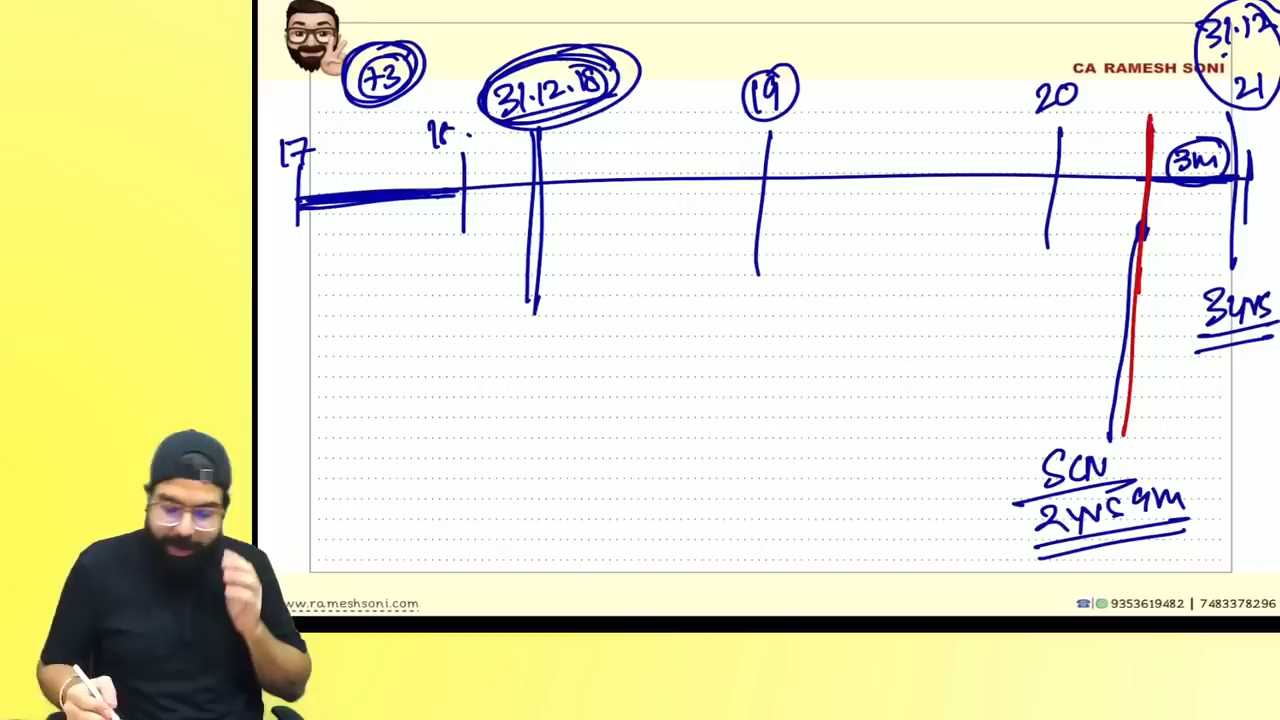 CA RAMESH SONI
73
31.12.18
19
20
31.12
21
17
18.
3m
3yrs
SCN
2yrs 9m
www.rameshsoni.com
9353619482 | 7483378296